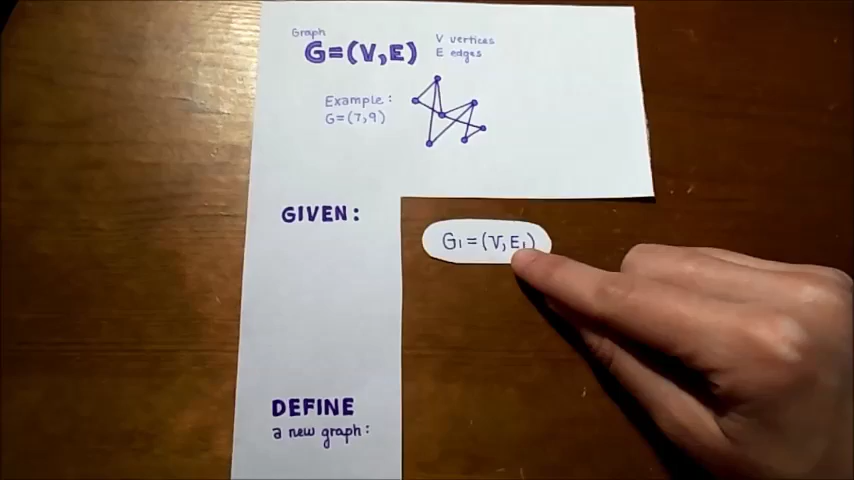 Graph
G=(V,E)
V vertices
E edges
Example:
G=(7,9)
GIVEN:
G1=(V,E1)
DEFINE
a new graph: